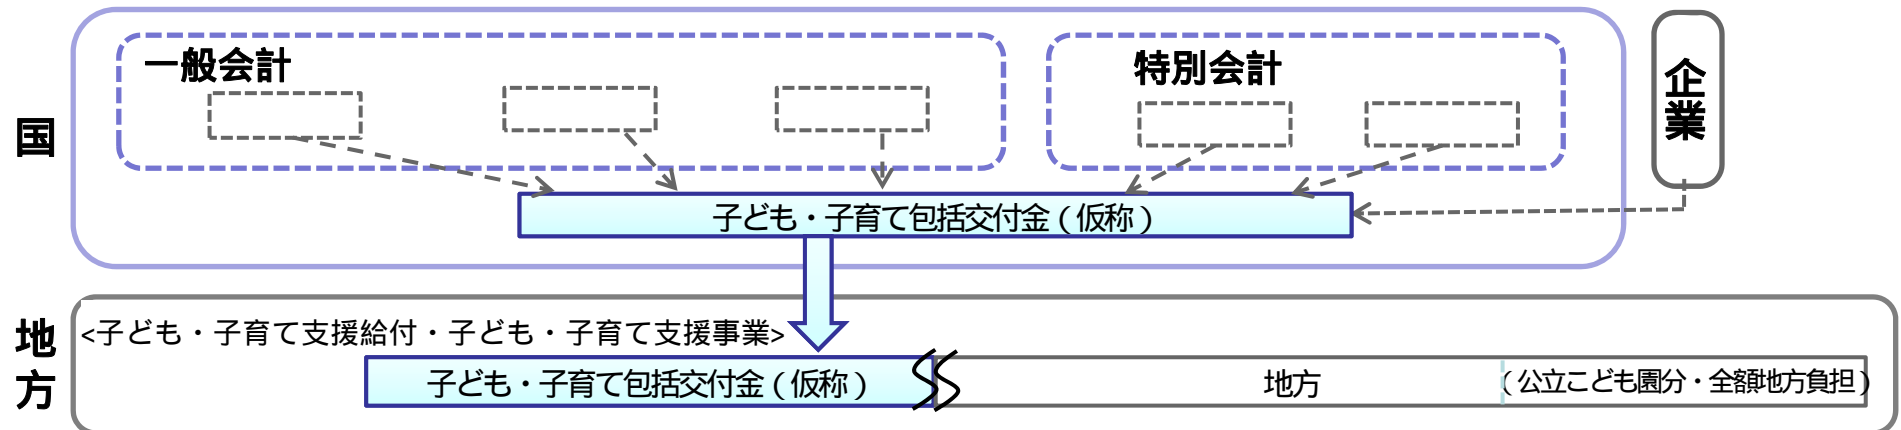 国
一般会計
特別会計
企業
子ども・子育て包括交付金(仮称)
地方
<子ども・子育て支援給付・子ども・子育て支援事業>
子ども・子育て包括交付金(仮称)
地方
(公立こども園分・全額地方負担)